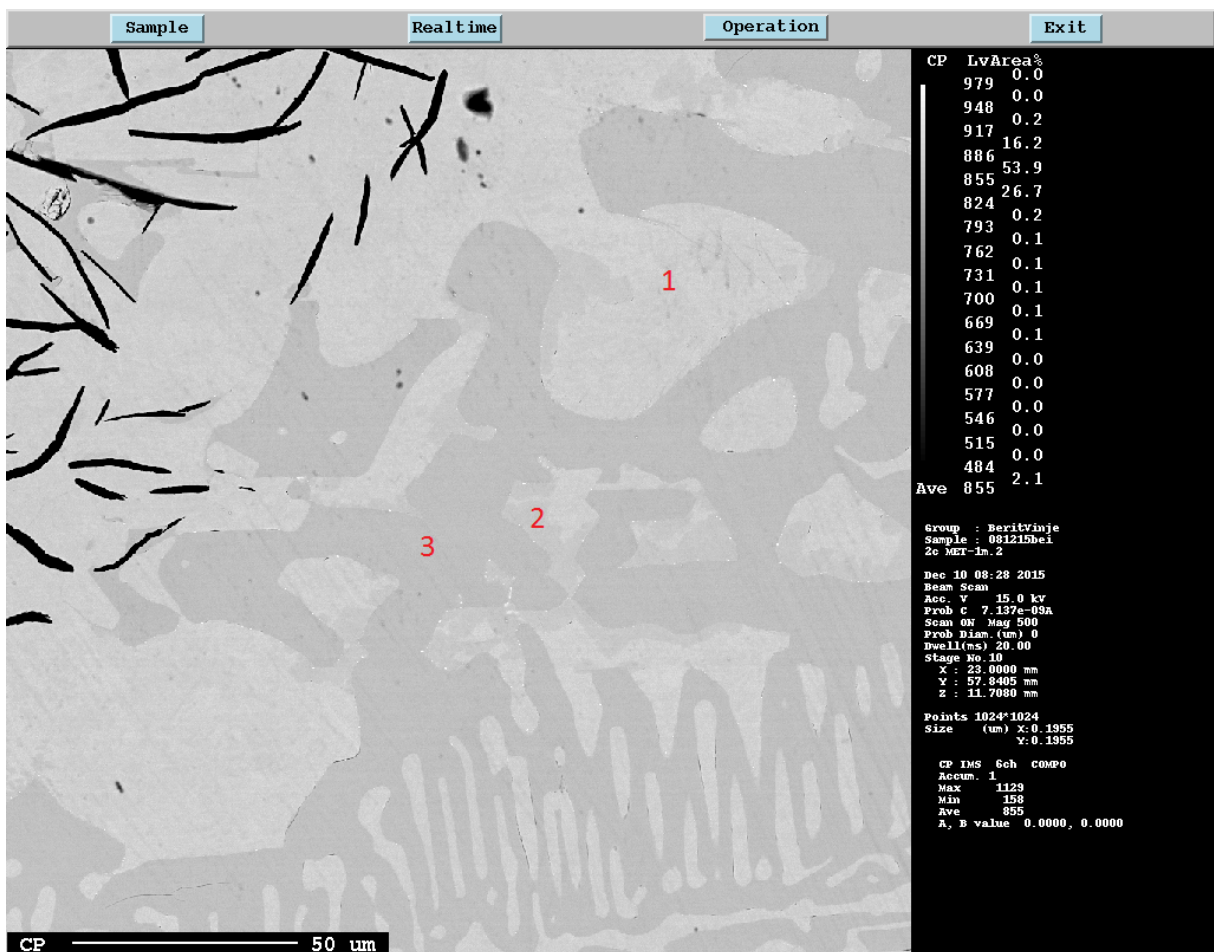 Sample Realtime Operation Exit
CP LvArea%
0.0
979
0.0
948
0.2
917
16.2
886
53.9
855
26.7
824
0.2
793
0.1
762
0.1
731
0.1
700
0.1
669
0.1
639
0.0
608
0.0
577
0.0
546
0.0
515
0.0
484
2.1
Ave 855
1
2
3
Group : BeritVinje
Sample : 081215bei
2c MET-1m.2
Dec 10 08:28 2015
Beam Scan
Acc. V 15.0 kV
Prob C 7.137e-09A
Scan ON Mag 500
Prob Diam.(um) 0
Dwell(ms) 20.00
Stage No.10
X : 23.0000 mm
Y : 57.8405 mm
Z : 11.7080 mm
Points 1024*1024
Size (um) X:0.1955
Y:0.1955
CP IMS 6ch COMPO
Accum. 1
Max 1129
Min 158
Ave 855
A, B value 0.0000, 0.0000
CP 50 um